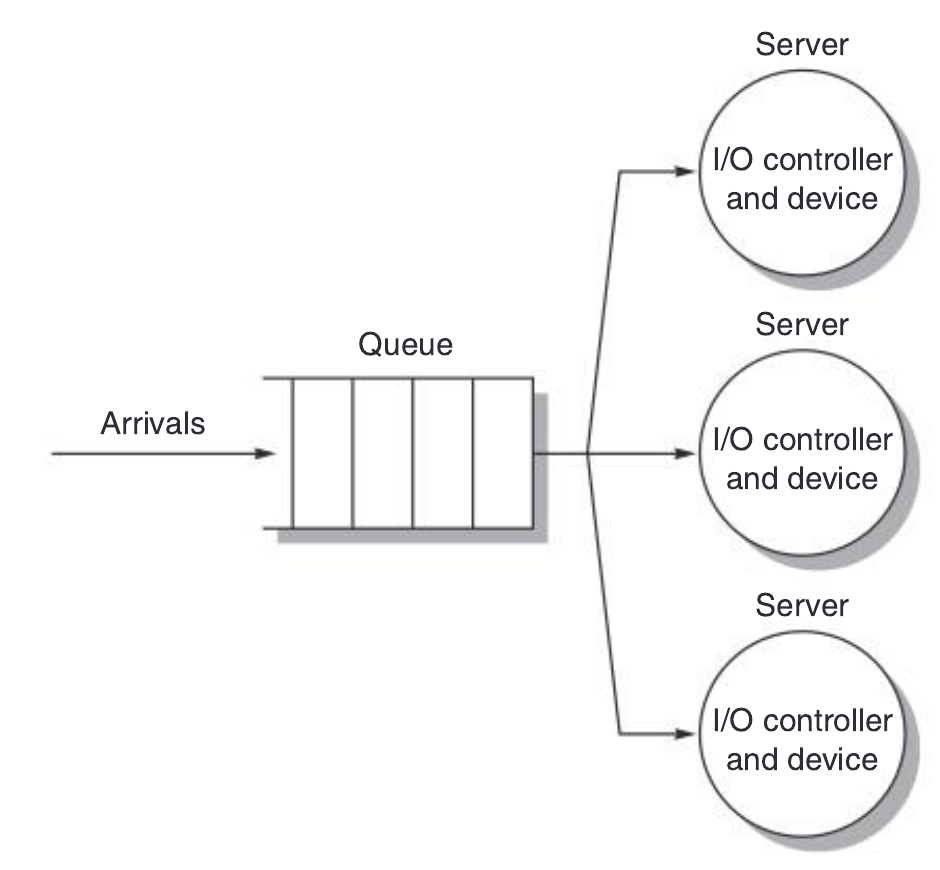 Server
I/O controller
and device
Queue
Arrivals
Server
I/O controller
and device
Server
I/O controller
and device